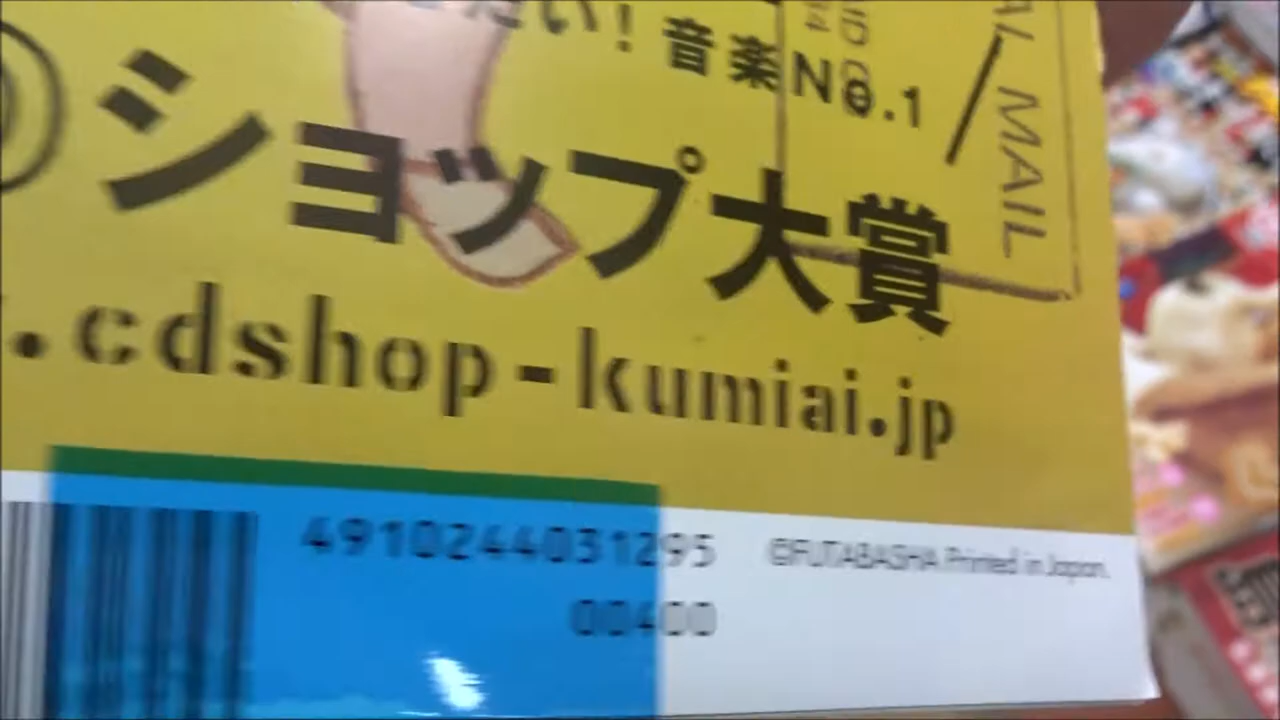 たい！音楽No.1
ショップ大賞
.cdshop-kumiai.jp
4910244031295
00400
©FUTABASHA Printed in Japan.
MAIL